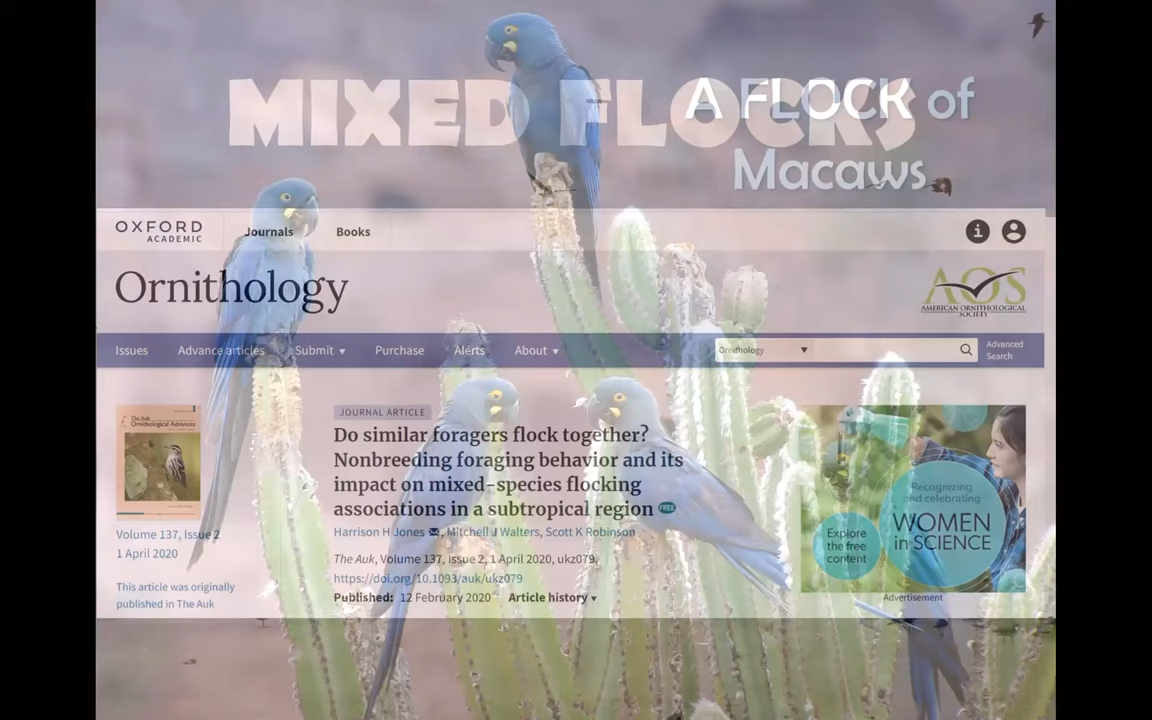 MIXED FLOCKS
A FLOCK of
Macaws
OXFORD
ACADEMIC
Journals
Books
Ornithology
AOS
AMERICAN ORNITHOLOGICAL
SOCIETY
Issues
Advance articles
Submit
Purchase
Alerts
About
Ornithology
Advanced
Search
The Auk
Ornithological Advances
JOURNAL ARTICLE
Do similar foragers flock together?
Nonbreeding foraging behavior and its
impact on mixed-species flocking
associations in a subtropical region FREE
Harrison H Jones, Mitchell J Walters, Scott K Robinson
The Auk, Volume 137, Issue 2, 1 April 2020, ukz079,
https://doi.org/10.1093/auk/ukz079
Published: 12 February 2020 Article history
Volume 137, Issue 2
1 April 2020
This article was originally
published in The Auk
Recognizing
and celebrating
WOMEN
in SCIENCE
Explore
the free
content
Advertisement